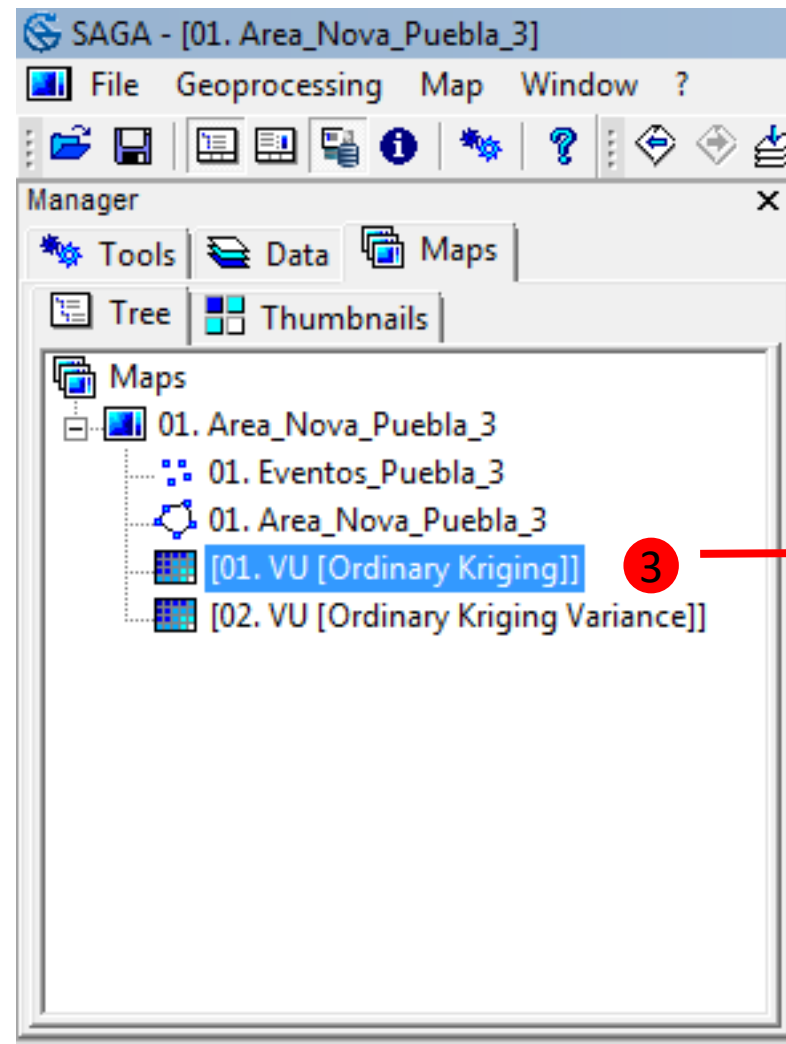 SAGA - [01. Area_Nova_Puebla_3]
File Geoprocessing Map Window ?
Manager
Tools Data Maps
Tree Thumbnails
Maps
01. Area_Nova_Puebla_3
01. Eventos_Puebla_3
01. Area_Nova_Puebla_3
[01. VU [Ordinary Kriging]] 3
[02. VU [Ordinary Kriging Variance]]